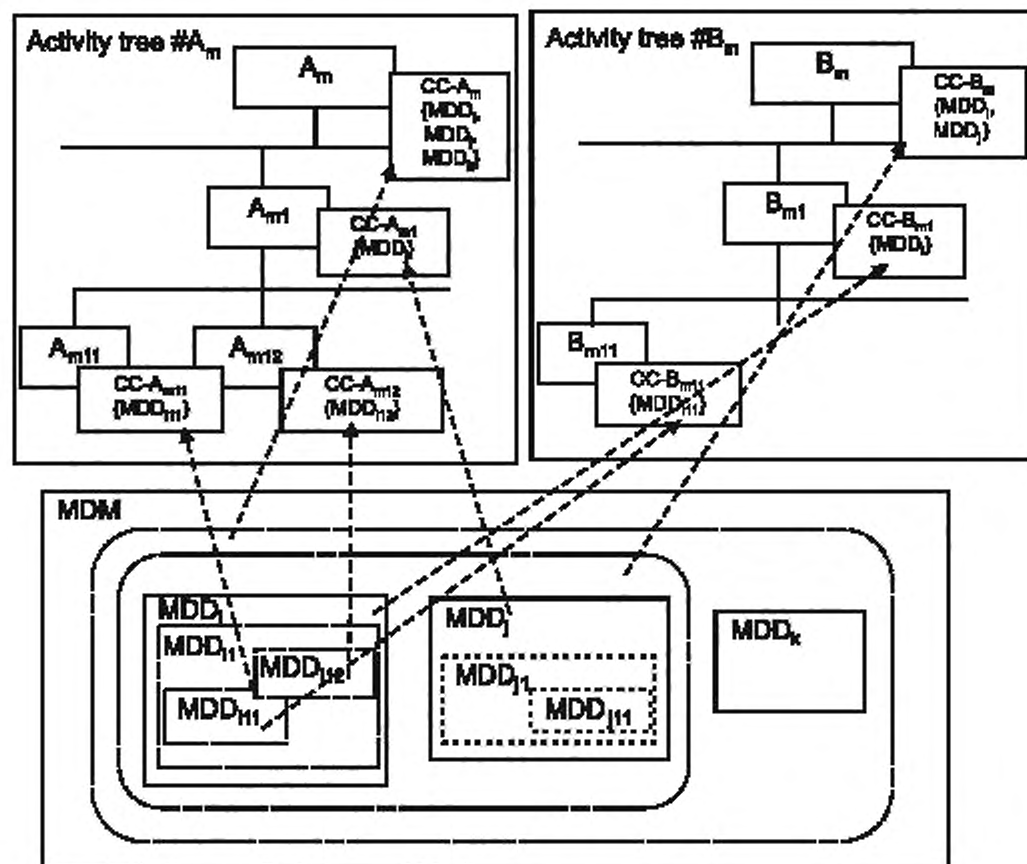 Activity tree #Am
Am
CC-Am
{MDDi,
MDDj,
MDDk}
Am1
CC-Am1
{MDDj}
Am11
Am12
CC-Am11
{MDDi11}
CC-Am12
{MDDi12}
Activity tree #Bm
Bm
CC-Bm
{MDDi,
MDDj}
Bm1
CC-Bm1
{MDDi}
Bm11
CC-Bm11
{MDDi11}
MDM
MDDi
MDDi1
MDDi12
MDDi11
MDDj
MDDj1
MDDj11
MDDk